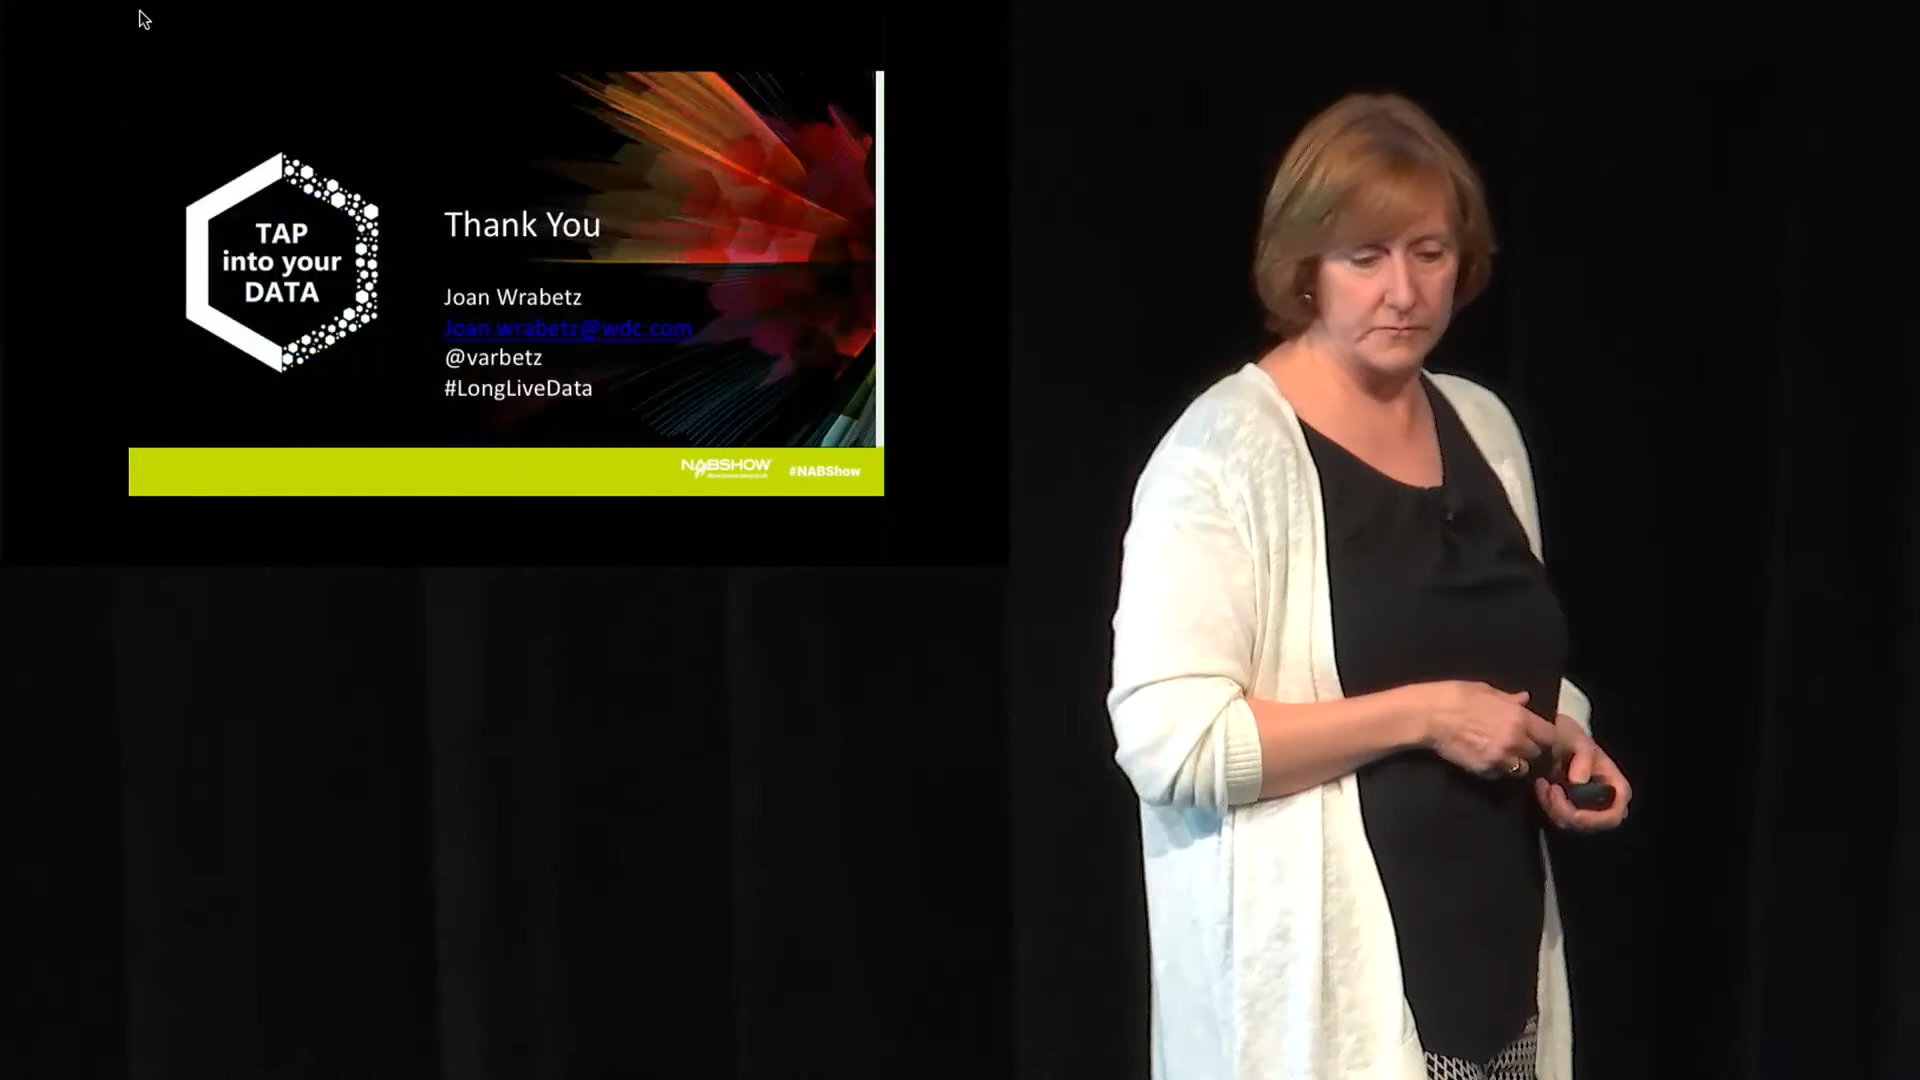 TAP
into your
DATA
Thank You
Joan Wrabetz
Joan.wrabetz@wdc.com
@varbetz
#LongLiveData
NABSHOW
#NABShow